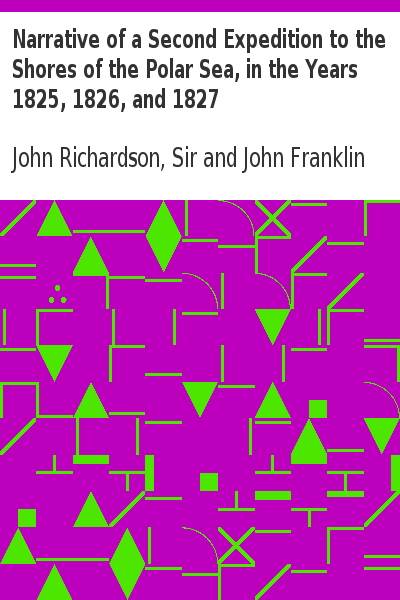 Narrative of a Second Expedition to the
Shores of the Polar Sea, in the Years
1825, 1826, and 1827
John Richardson, Sir and John Franklin